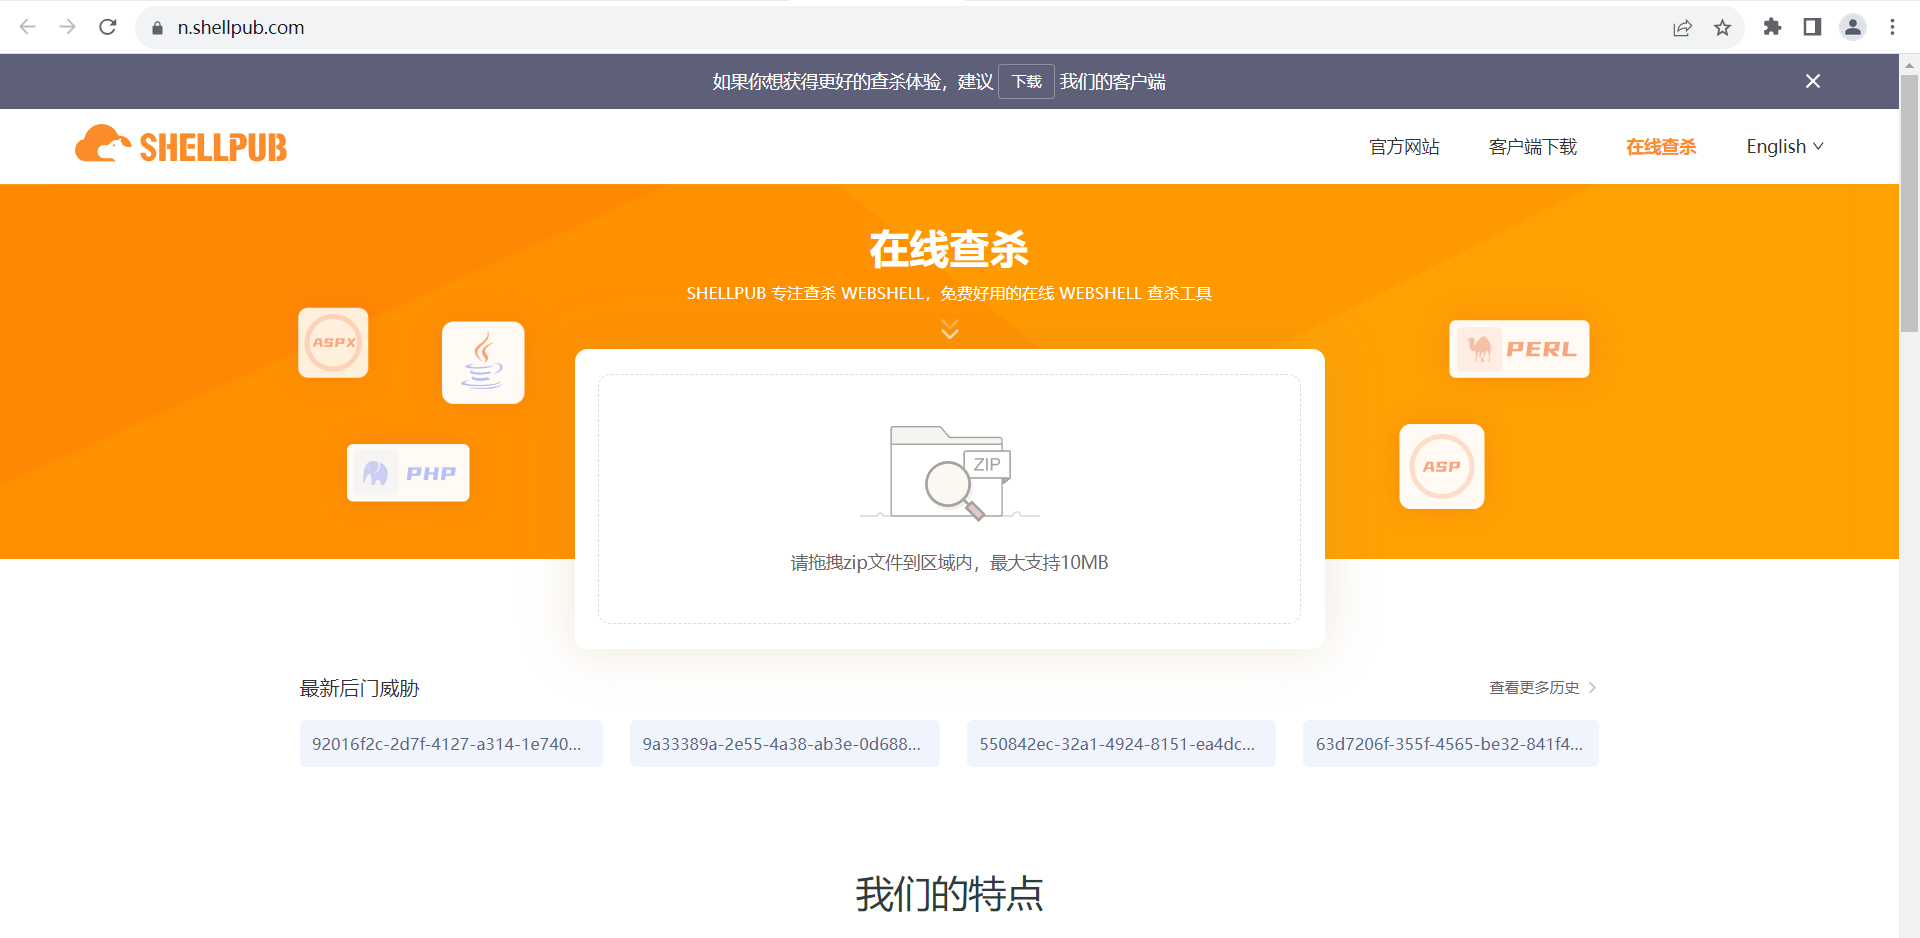 n.shellpub.com
如果你想获得更好的查杀体验，建议 下载 我们的客户端
SHELLPUB
官方网站 客户端下载 在线查杀 English
在线查杀
SHELLPUB 专注查杀 WEBSHELL，免费好用的在线 WEBSHELL 查杀工具
ASPX
PERL
PHP
ASP
ZIP
请拖拽zip文件到区域内，最大支持10MB
最新后门威胁
查看更多历史
92016f2c-2d7f-4127-a314-1e740...
9a33389a-2e55-4a38-ab3e-0d688...
550842ec-32a1-4924-8151-ea4dc...
63d7206f-355f-4565-be32-841f4...
我们的特点